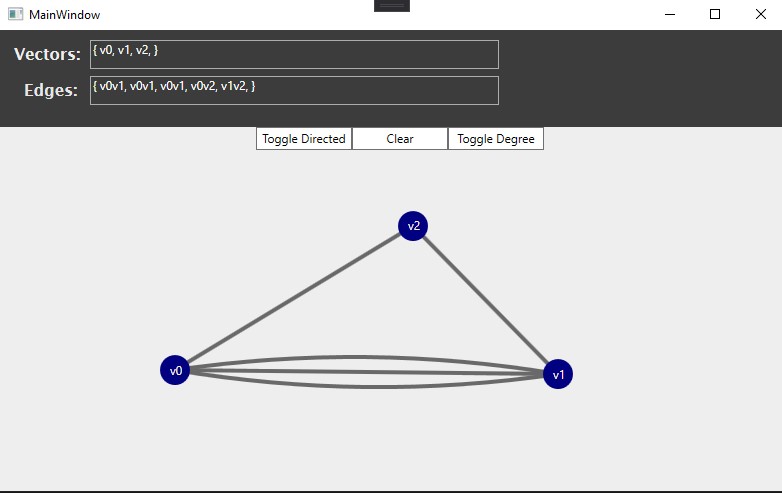 MainWindow
Vectors: { v0, v1, v2, }
Edges: { v0v1, v0v1, v0v1, v0v2, v1v2, }
Toggle Directed Clear Toggle Degree
v2
v0 v1